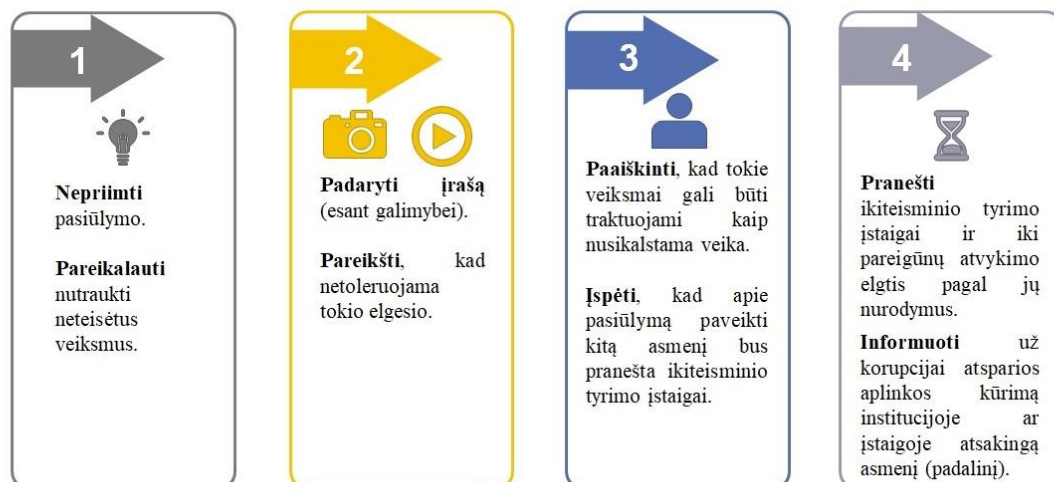 1
Nepriimti
pasiūlymo.
Pareikalauti
nutraukti
neteisėtus
veiksmus.
2
Padaryti įrašą
(esant galimybei).
Pareikšti, kad
netoleruojama
tokio elgesio.
3
Paaiškinti, kad tokie
veiksmai gali būti
traktuojami kaip
nusikalstama veika.
Įspėti, kad apie
pasiūlymą paveikti
kitą asmenį bus
pranešta ikiteisminio
tyrimo įstaigai.
4
Pranešti
ikiteisminio tyrimo
įstaigai ir iki
pareigūnų atvykimo
elgtis pagal jų
nurodymus.
Informuoti už
korupcijai atsparios
aplinkos kūrimą
institucijoje ar
įstaigoje atsakingą
asmenį (padalinį).